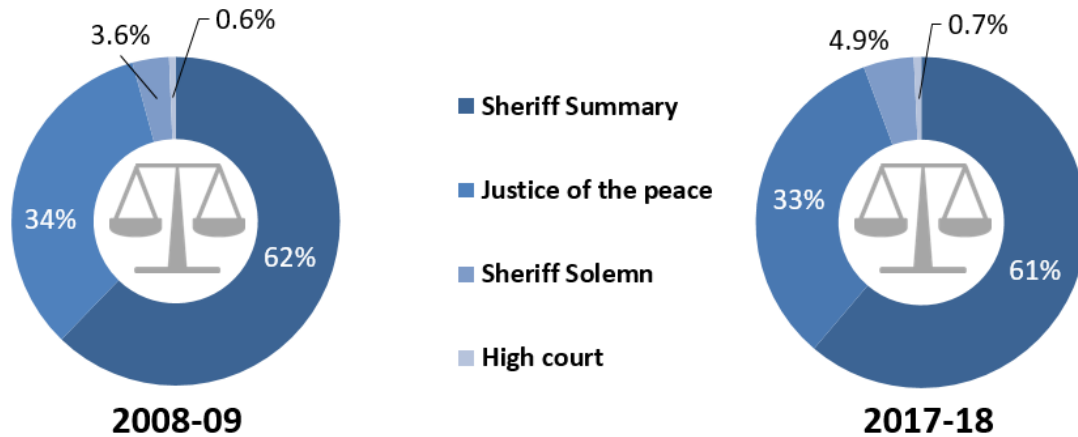 3.6%
0.6%
34%
62%
2008-09
Sheriff Summary
Justice of the peace
Sheriff Solemn
High court
4.9%
0.7%
33%
61%
2017-18